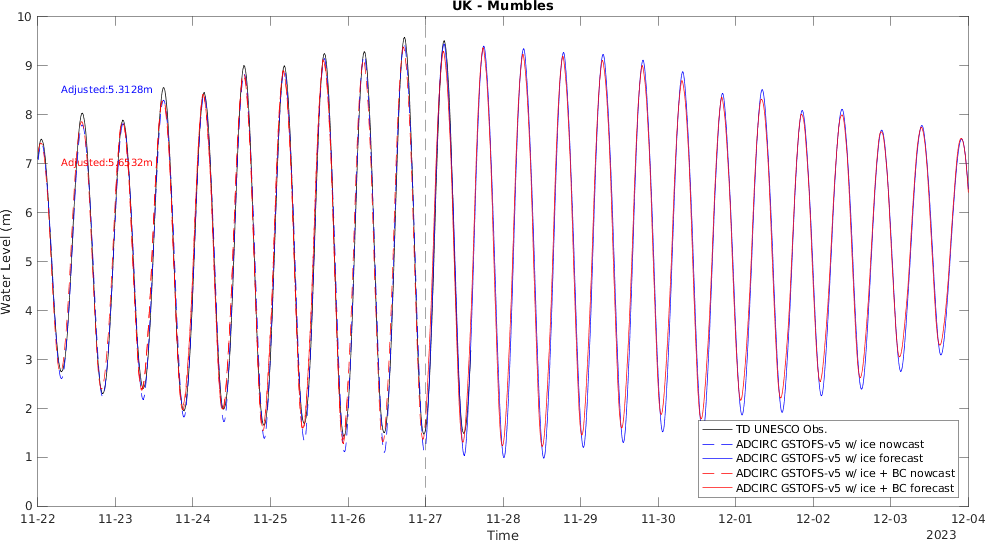 UK - Mumbles
10
9
8
7
6
5
4
3
2
1
0
Water Level (m)
Adjusted:5.3128m
Adjusted:5.6532m
TD UNESCO Obs.
ADCIRC GSTOFS-v5 w/ ice nowcast
ADCIRC GSTOFS-v5 w/ ice forecast
ADCIRC GSTOFS-v5 w/ ice + BC nowcast
ADCIRC GSTOFS-v5 w/ ice + BC forecast
11-22 11-23 11-24 11-25 11-26 11-27 11-28 11-29 11-30 12-01 12-02 12-03 12-04
Time
2023